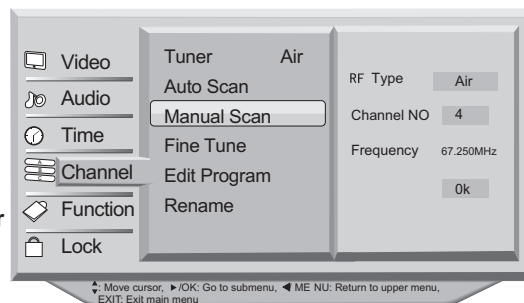 Video
Audio
Time
Channel
Function
Lock
Tuner Air
Auto Scan
Manual Scan
Fine Tune
Edit Program
Rename
RF Type Air
Channel NO 4
Frequency 67.250MHz
0k
: Move cursor, ►/OK: Go to submenu, ◄ ME NU: Return to upper menu,
EXIT: Exit main menu
r